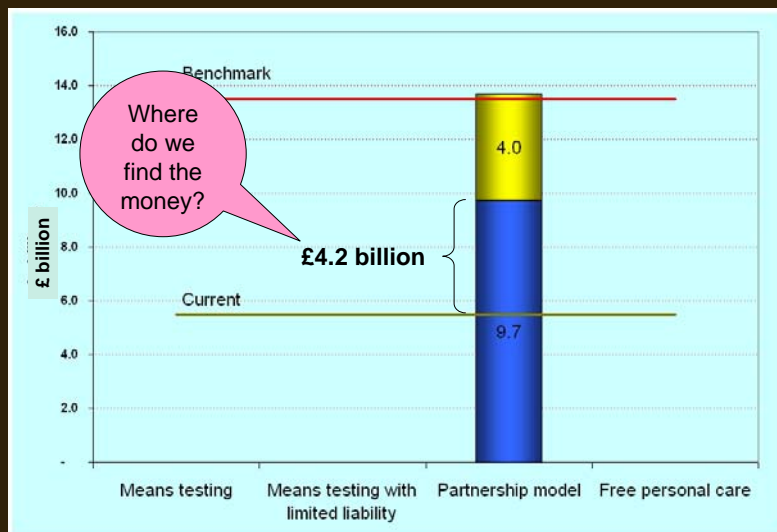 16.0
14.0
12.0
10.0
8.0
6.0
4.0
2.0
-
£ billion
Benchmark
Where
do we
find the
money?
4.0
£4.2 billion
Current
9.7
Means testing
Means testing with
limited liability
Partnership model
Free personal care